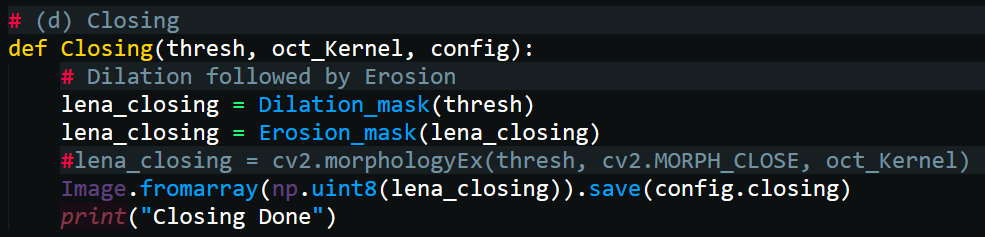 # (d) Closing
def Closing(thresh, oct_Kernel, config):
    # Dilation followed by Erosion
    lena_closing = Dilation_mask(thresh)
    lena_closing = Erosion_mask(lena_closing)
    #lena_closing = cv2.morphologyEx(thresh, cv2.MORPH_CLOSE, oct_Kernel)
    Image.fromarray(np.uint8(lena_closing)).save(config.closing)
    print("Closing Done")